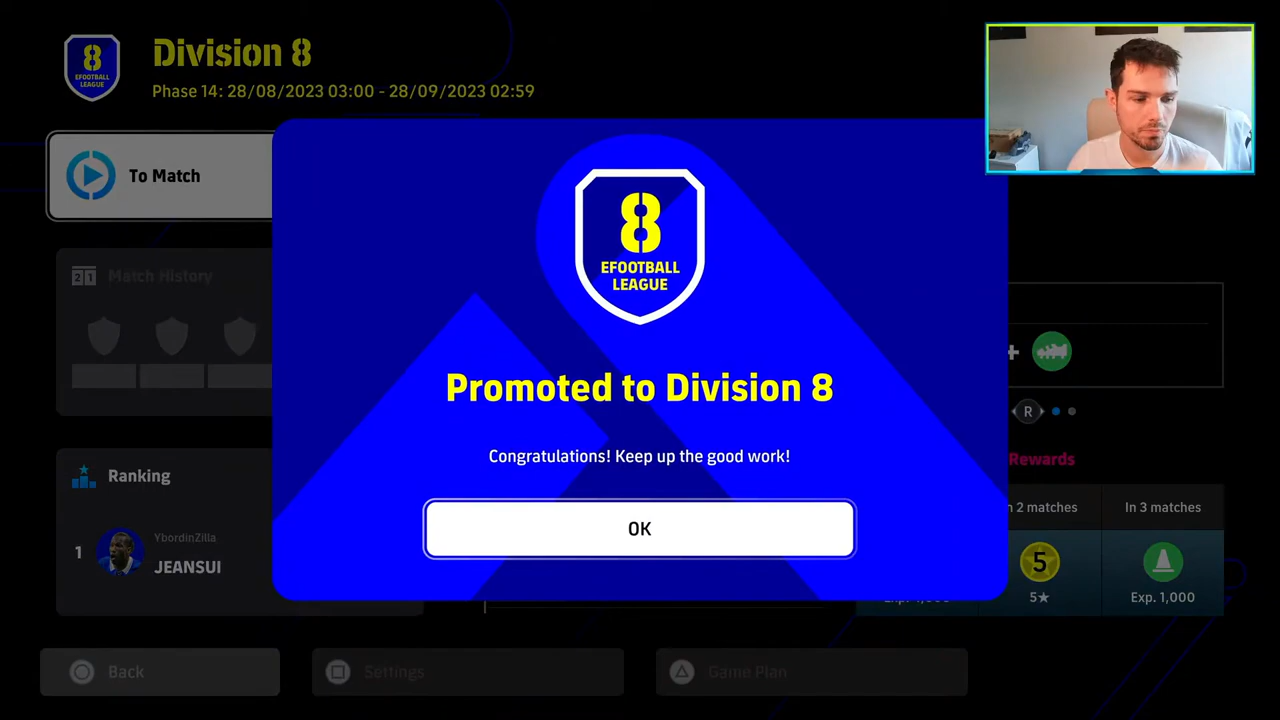 8
EFOOTBALL
LEAGUE
Division 8
Phase 14: 28/08/2023 03:00 - 28/09/2023 02:59
To Match
21
Match History
8
EFOOTBALL
LEAGUE
Promoted to Division 8
Congratulations! Keep up the good work!
OK
+
R
Rewards
Ranking
1
YbordinZilla
JEANSUI
2 matches
In 3 matches
5
5★
Exp. 1,000
Back
Settings
Game Plan